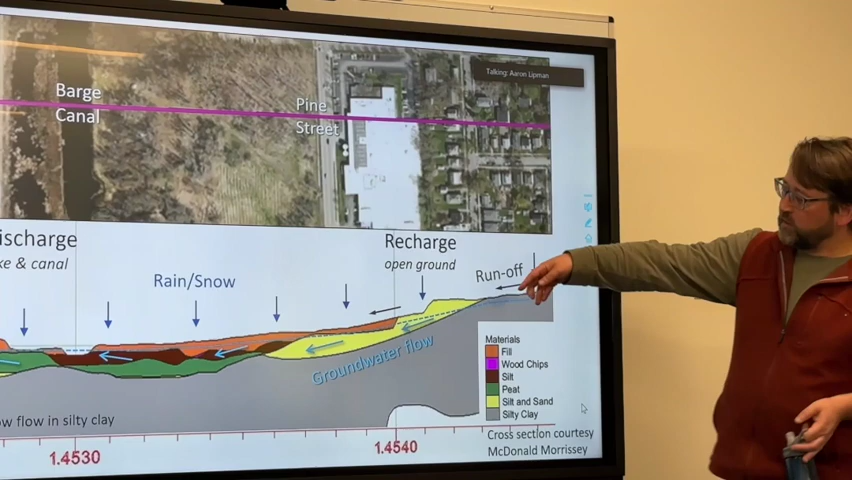 Talking: Aaron Lipman
Barge
Canal
Pine
Street
ischarge
ke & canal
Rain/Snow
Recharge
open ground
Run-off
Groundwater flow
Materials
Fill
Wood Chips
Silt
Peat
Silt and Sand
Silty Clay
ow flow in silty clay
Cross section courtesy
McDonald Morrissey
1.4530
1.4540